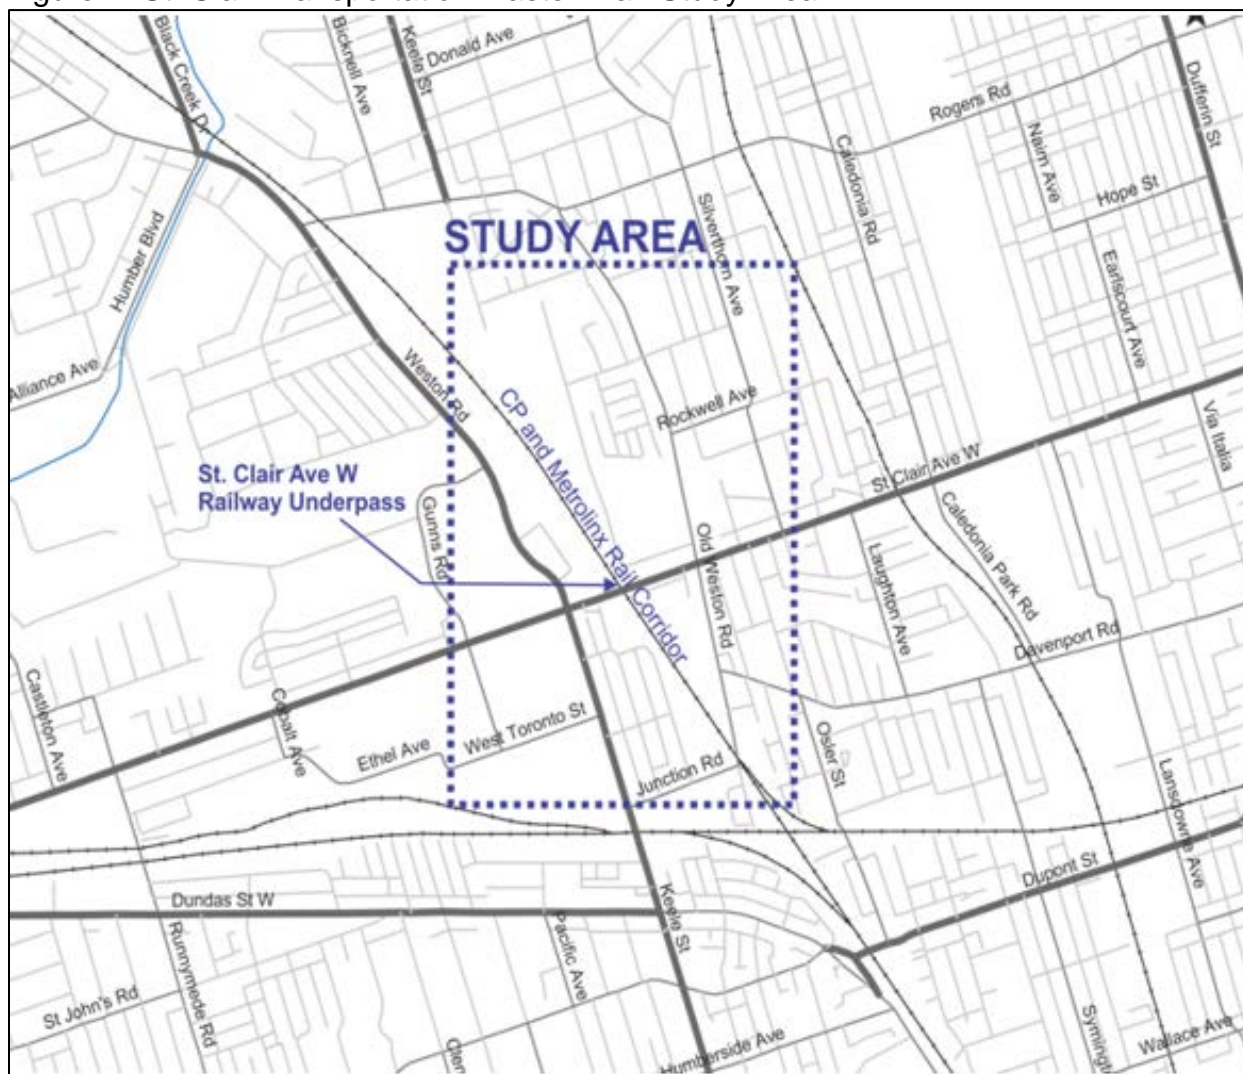 Black Creek Dr
Bicknell Ave
Keele St
Donald Ave
Rogers Rd
Dufferin St
Nairn Ave
Caledonia Rd
Hope St
Silverthorn Ave
Humber Blvd
STUDY AREA
Earlscourt Ave
Alliance Ave
Weston Rd
CP and Metrolinx Rail Corridor
Rockwell Ave
Via Italia
St. Clair Ave W
Railway Underpass
St Clair Ave W
Gunns Rd
Old Weston Rd
Laughton Ave
Caledonia Park Rd
Davenport Rd
Castleton Ave
Cobalt Ave
Ethel Ave
West Toronto St
Junction Rd
Osler St
Lansdowne Ave
Dupont St
Dundas St W
Keele St
Pacific Ave
Runnymede Rd
St John's Rd
Humberside Ave
Wallace Ave